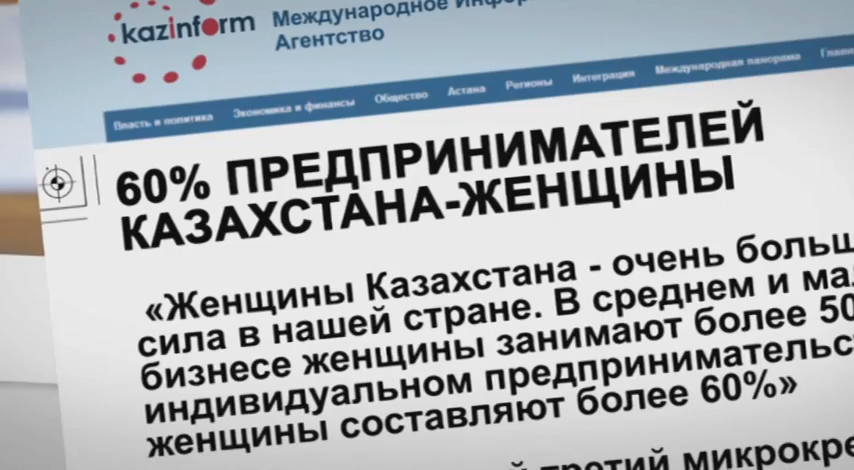 kazinform
Международное
Агентство
Власть и политика Экономика и финансы Общество Астана Регионы Интеграция Международная панорама
60% ПРЕДПРИНИМАТЕЛЕЙ
КАЗАХСТАНА-ЖЕНЩИНЫ
«Женщины Казахстана - очень больш
сила в нашей стране. В среднем и ма
бизнесе женщины занимают более 50
индивидуальном предпринимательс
женщины составляют более 60%»
третий микрокре